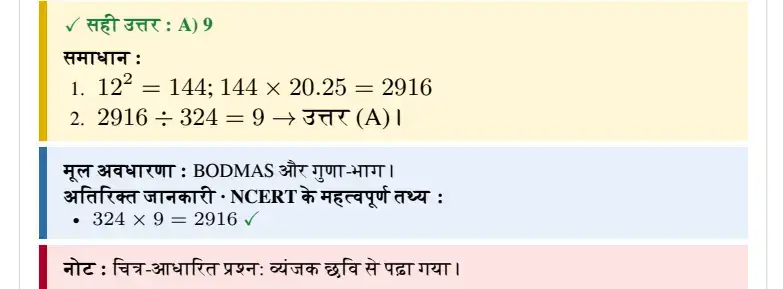 ✓ सही उत्तर : A) 9
समाधान :
1. 12² = 144; 144 × 20.25 = 2916
2. 2916 ÷ 324 = 9 → उत्तर (A)।
मूल अवधारणा : BODMAS और गुणा-भाग।
अतिरिक्त जानकारी · NCERT के महत्वपूर्ण तथ्य :
• 324 × 9 = 2916 ✓
नोट : चित्र-आधारित प्रश्न: व्यंजक छवि से पढ़ा गया।